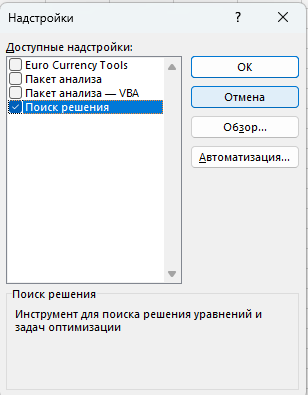 Надстройки
Доступные надстройки:
Euro Currency Tools
Пакет анализа
Пакет анализа — VBA
Поиск решения
ОК
Отмена
Обзор...
Автоматизация...
Поиск решения
Инструмент для поиска решения уравнений и
задач оптимизации